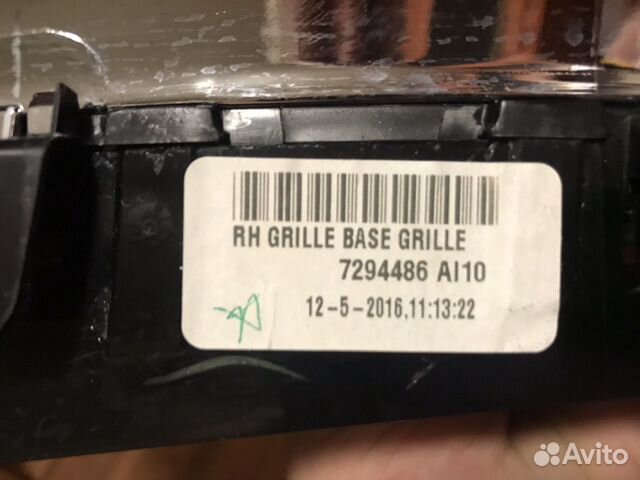 RH GRILLE BASE GRILLE
7294486 AI10
12-5-2016,11:13:22
Avito